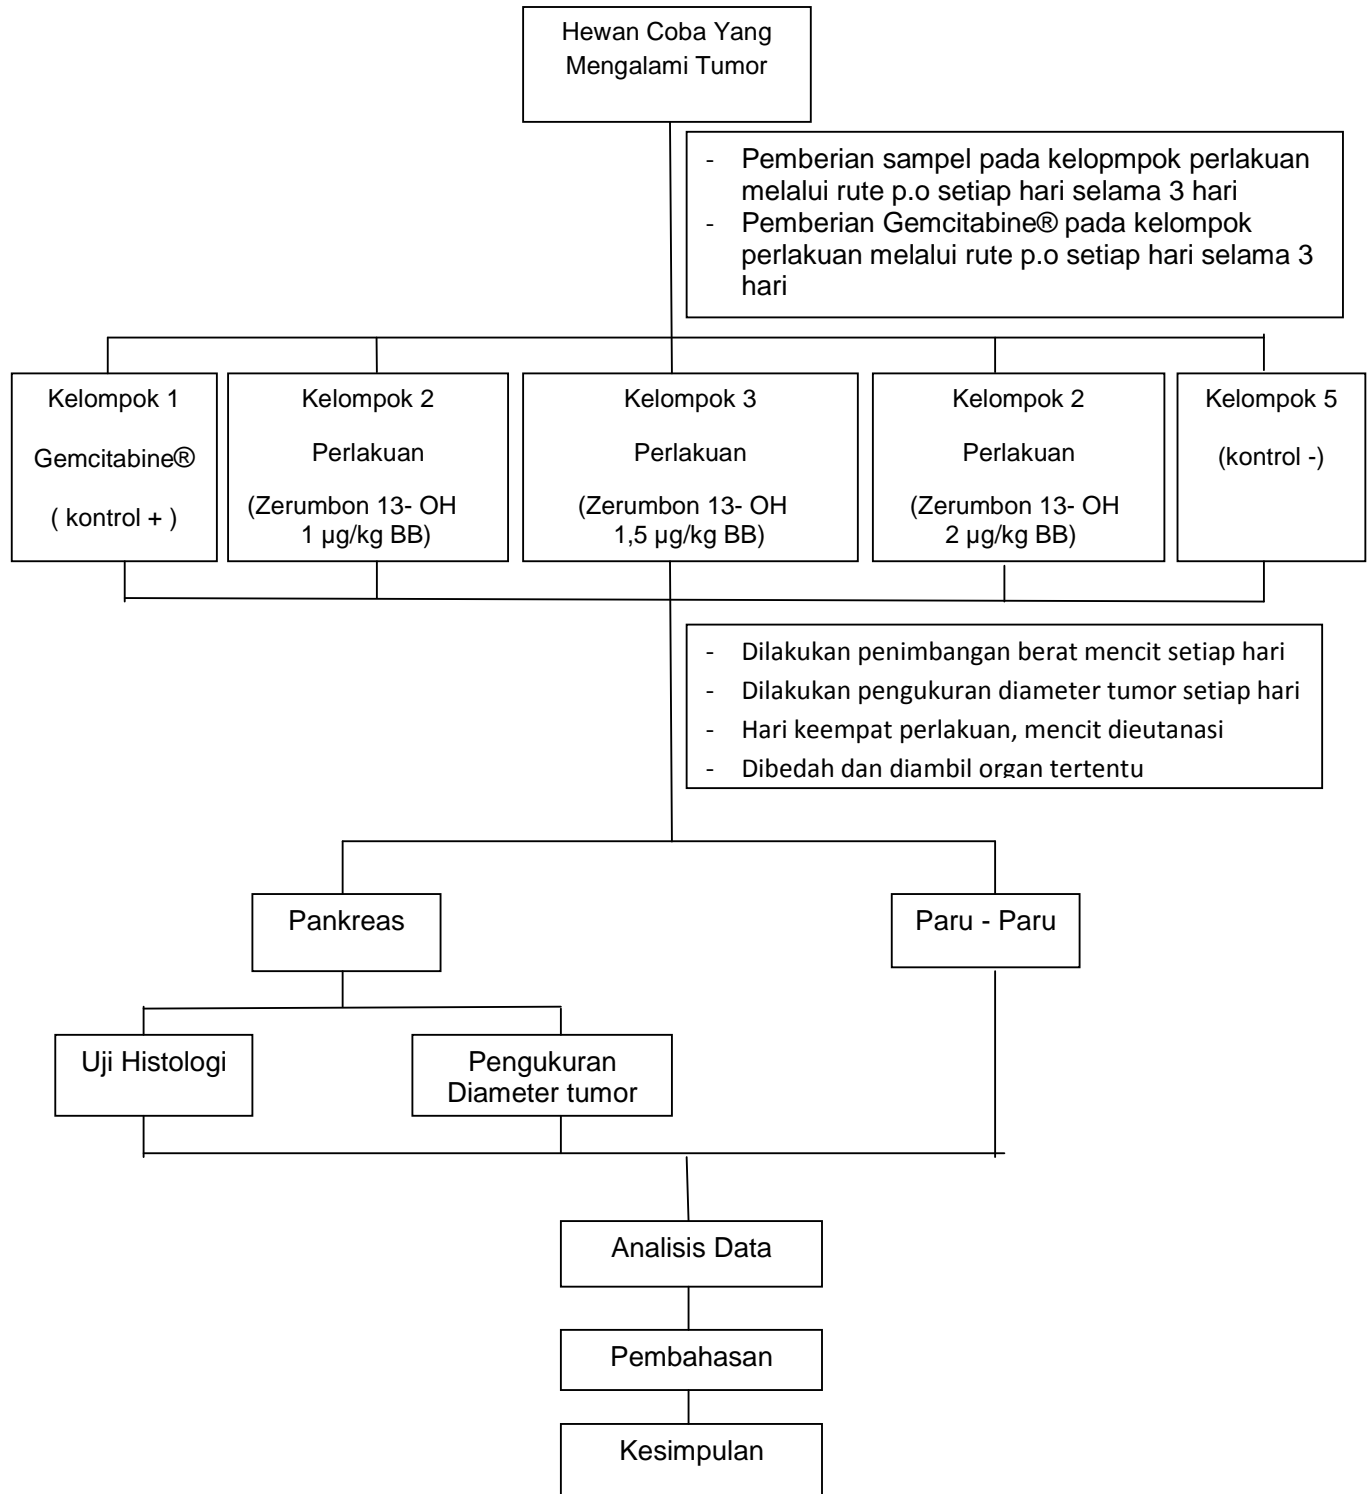 Hewan Coba Yang
Mengalami Tumor
- Pemberian sampel pada kelopmpok perlakuan
melalui rute p.o setiap hari selama 3 hari
- Pemberian Gemcitabine® pada kelompok
perlakuan melalui rute p.o setiap hari selama 3
hari
Kelompok 1
Gemcitabine®
( kontrol + )
Kelompok 2
Perlakuan
(Zerumbon 13- OH
1 µg/kg BB)
Kelompok 3
Perlakuan
(Zerumbon 13- OH
1,5 µg/kg BB)
Kelompok 2
Perlakuan
(Zerumbon 13- OH
2 µg/kg BB)
Kelompok 5
(kontrol -)
- Dilakukan penimbangan berat mencit setiap hari
- Dilakukan pengukuran diameter tumor setiap hari
- Hari keempat perlakuan, mencit dieutanasi
- Dibedah dan diambil organ tertentu
Pankreas
Paru - Paru
Uji Histologi
Pengukuran
Diameter tumor
Analisis Data
Pembahasan
Kesimpulan